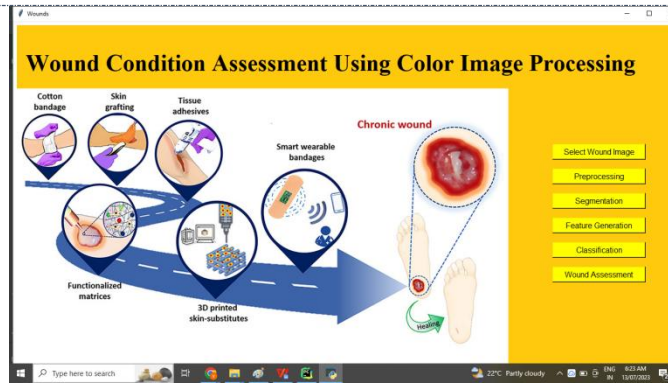 Wounds
Wound Condition Assessment Using Color Image Processing
Cotton
bandage
Skin
grafting
Tissue
adhesives
Smart wearable
bandages
Chronic wound
Functionalized
matrices
3D printed
skin-substitutes
Healing
Select Wound Image
Preprocessing
Segmentation
Feature Generation
Classification
Wound Assessment
Type here to search
22°C Partly cloudy
ENG
IN
6:23 AM
13/07/2023